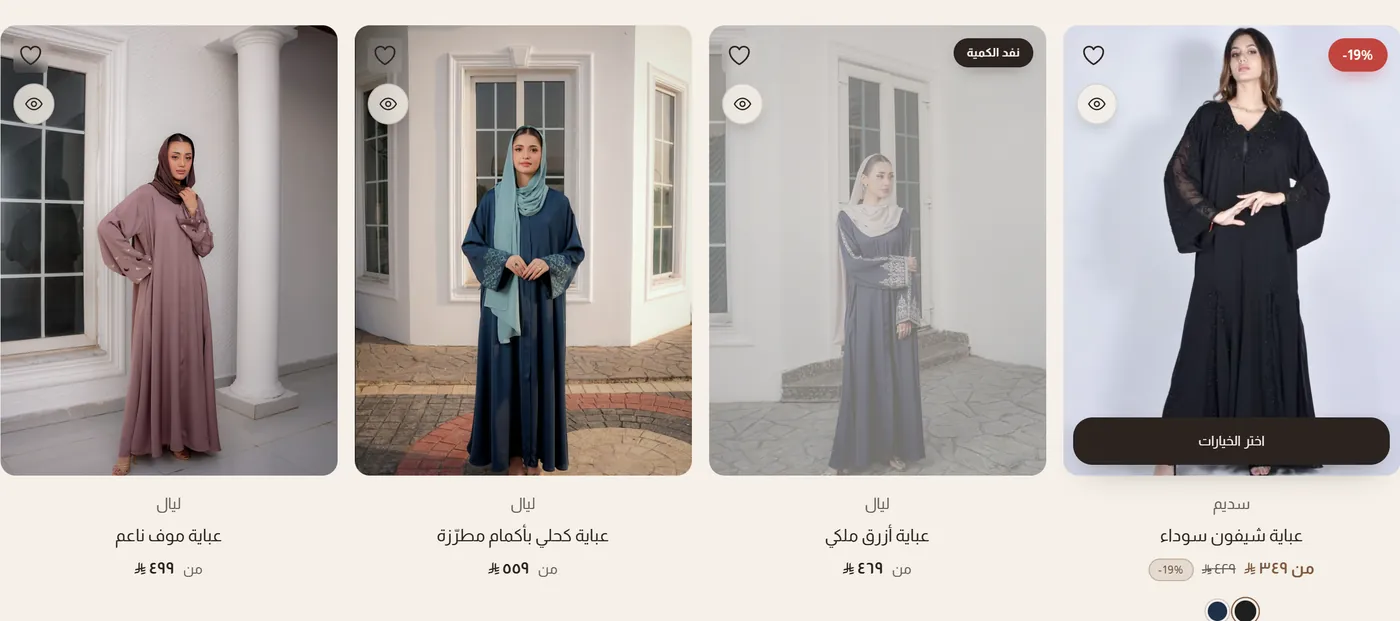 -19%
اختر الخيارات
سديم
عباية شيفون سوداء
من ٣٤٩ ⃁ ٤٢٩ ⃁ -19%
نفد الكمية
ليال
عباية أزرق ملكي
من ٤٦٩ ⃁
ليال
عباية كحلي بأكمام مطرّزة
من ٥٥٩ ⃁
ليال
عباية موف ناعم
من ٤٩٩ ⃁